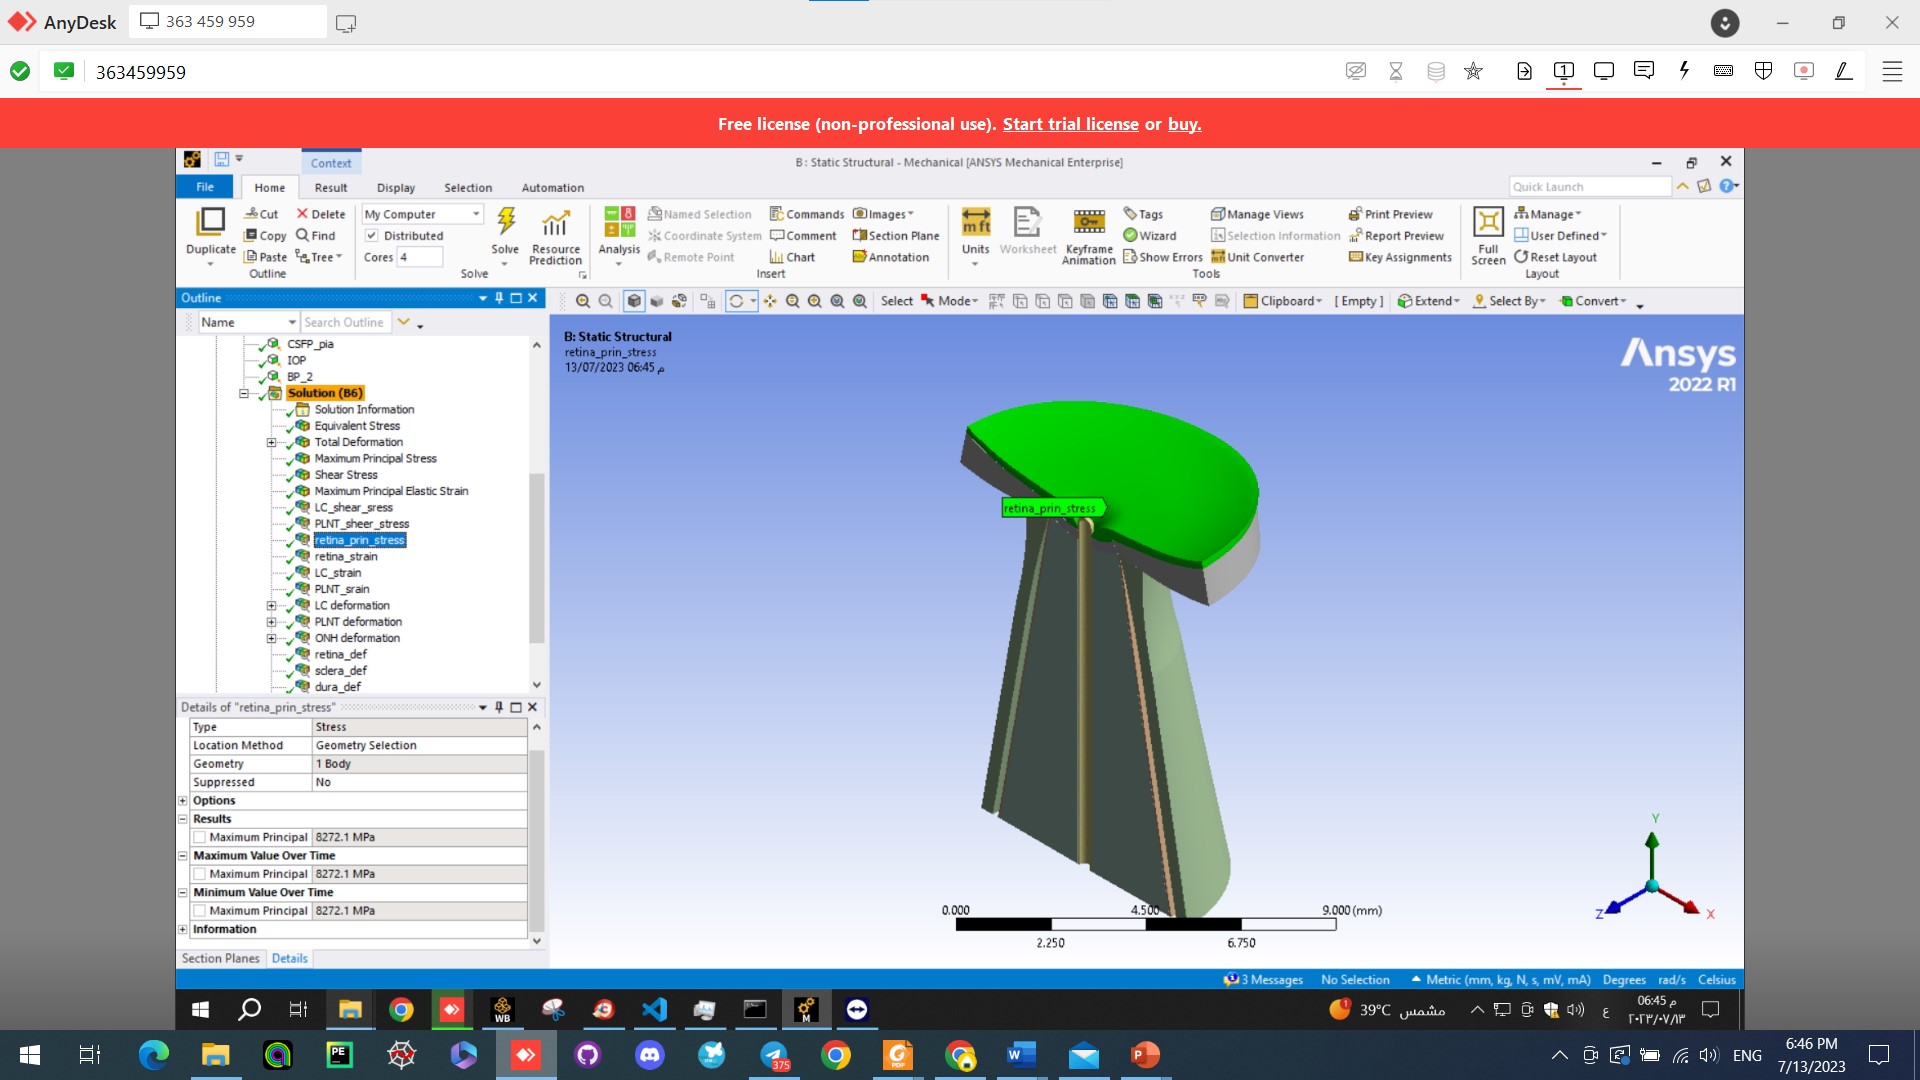 AnyDesk
363 459 959
363459959
Free license (non-professional use). Start trial license or buy.
Context
B : Static Structural - Mechanical [ANSYS Mechanical Enterprise]
File Home Result Display Selection Automation
Quick Launch
Duplicate
Cut
Copy
Paste
Delete
Find
Tree
Outline
My Computer
Distributed
Cores 4
Solve
Resource
Prediction
Solve
Analysis
Named Selection
Coordinate System
Remote Point
Commands
Comment
Chart
Images
Section Plane
Annotation
Insert
Units
Worksheet
Keyframe
Animation
Tags
Wizard
Show Errors
Manage Views
Selection Information
Unit Converter
Print Preview
Report Preview
Key Assignments
Tools
Full
Screen
Manage
User Defined
Reset Layout
Layout
Outline
Name
Search Outline
Select Mode
Clipboard [ Empty ] Extend Select By Convert
CSFP_pia
IOP
BP_2
Solution (B6)
Solution Information
Equivalent Stress
Total Deformation
Maximum Principal Stress
Shear Stress
Maximum Principal Elastic Strain
LC_shear_sress
PLNT_sheer_stress
retina_prin_stress
retina_strain
LC_strain
PLNT_srain
LC deformation
PLNT deformation
ONH deformation
retina_def
sclera_def
dura_def
Details of "retina_prin_stress"
Type Stress
Location Method Geometry Selection
Geometry 1 Body
Suppressed No
Options
Results
Maximum Principal 8272.1 MPa
Maximum Value Over Time
Maximum Principal 8272.1 MPa
Minimum Value Over Time
Maximum Principal 8272.1 MPa
Information
Section Planes Details
B: Static Structural
retina_prin_stress
13/07/2023 06:45 م
Ansys
2022 R1
retina_prin_stress
0.000 4.500 9.000 (mm)
2.250 6.750
Y
Z
X
3 Messages No Selection Metric (mm, kg, N, s, mV, mA) Degrees rad/s Celsius
WB
M
1
39°C مشمس
ع
06:45 م
٢٠٢٣/٠٧/١٣
PE
375
PDF
W
P
ENG
6:46 PM
7/13/2023